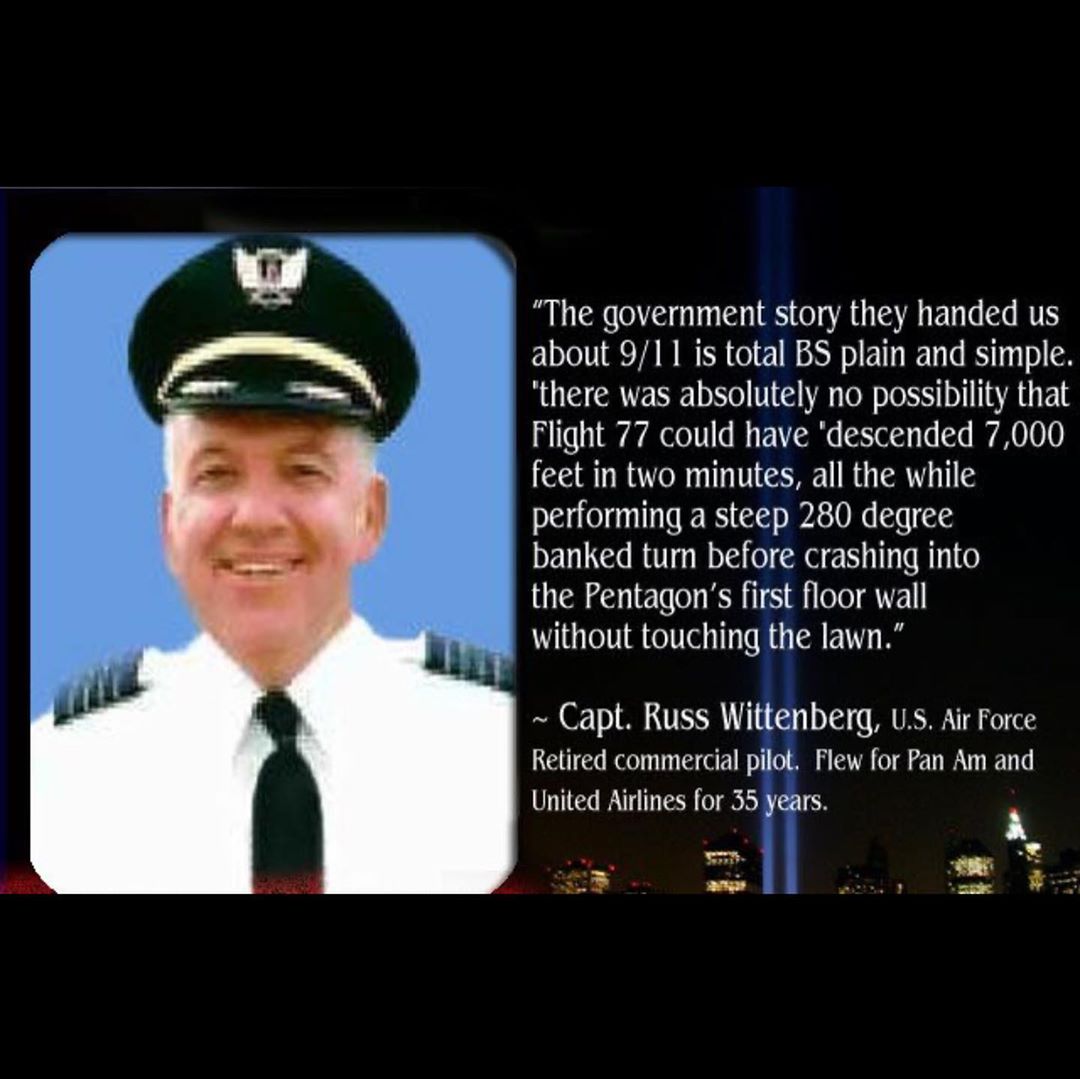 "The government story they handed us
about 9/11 is total BS plain and simple.
'there was absolutely no possibility that
Flight 77 could have 'descended 7,000
feet in two minutes, all the while
performing a steep 280 degree
banked turn before crashing into
the Pentagon's first floor wall
without touching the lawn."
~ Capt. Russ Wittenberg, U.S. Air Force
Retired commercial pilot.  Flew for Pan Am and
United Airlines for 35 years.